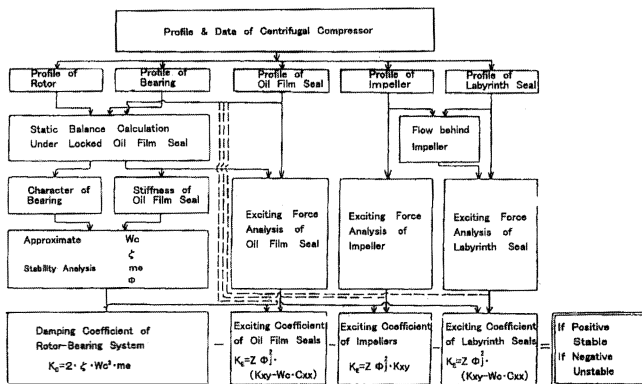 Profile & Data of Centrifugal Compressor
Profile of
Rotor
Profile of
Bearing
Profile of
Oil Film Seal
Profile of
Impeller
Profile of
Labyrinth Seal
Static Balance Calculation
Under Locked Oil Film Seal
Flow behind
Impeller
Character of
Bearing
Stiffness of
Oil Film Seal
Approximate
Stability Analysis
Wc
ξ
me
Φ
Exciting Force
Analysis of
Oil Film Seal
Exciting Force
Analysis of
Impeller
Exciting Force
Analysis of
Labyrinth Seal
Damping Coefficient of
Rotor-Bearing System
Kc=2· ξ ·Wc²·me
−
Exciting Coefficient
of Oil Film Seals
KE=Σ Φj²·
(Kxy-Wc·Cxx)
−
Exciting Coefficient
of Impellers
KE=Σ Φj²·Kxy
−
Exciting Coefficient
of Labyrinth Seals
KE=Σ Φj²·
(Kxy-Wc·Cxx)
=
If Positive
Stable
If Negative
Unstable